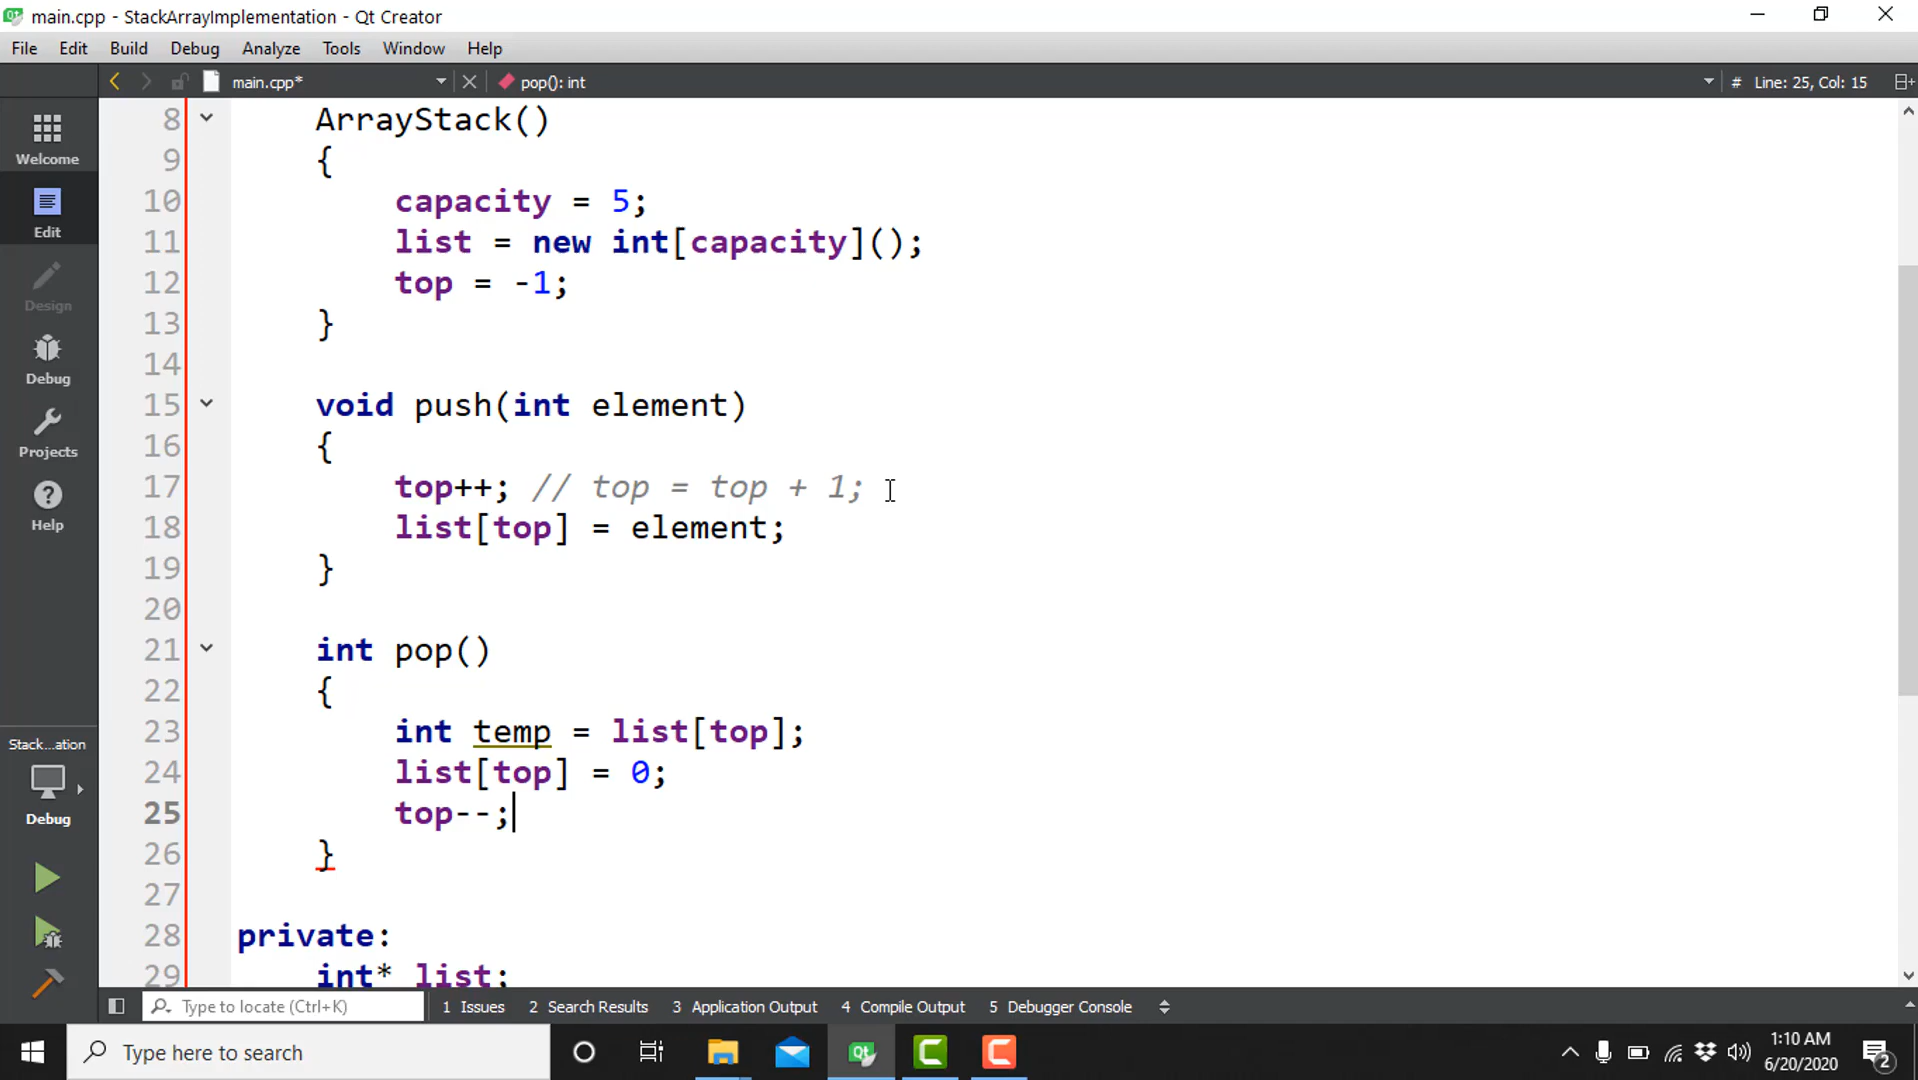 main.cpp - StackArrayImplementation - Qt Creator
File Edit Build Debug Analyze Tools Window Help
main.cpp* pop(): int # Line: 25, Col: 15
8 ArrayStack()
9 {
10 capacity = 5;
11 list = new int[capacity]();
12 top = -1;
13 }
14
15 void push(int element)
16 {
17 top++; // top = top + 1;
18 list[top] = element;
19 }
20
21 int pop()
22 {
23 int temp = list[top];
24 list[top] = 0;
25 top--;
26 }
27
28 private:
29 int* list;
Welcome
Edit
Design
Debug
Projects
Help
Stack...ation
Debug
Type to locate (Ctrl+K) 1 Issues 2 Search Results 3 Application Output 4 Compile Output 5 Debugger Console
Type here to search
Qt
C
C
1:10 AM
6/20/2020
2